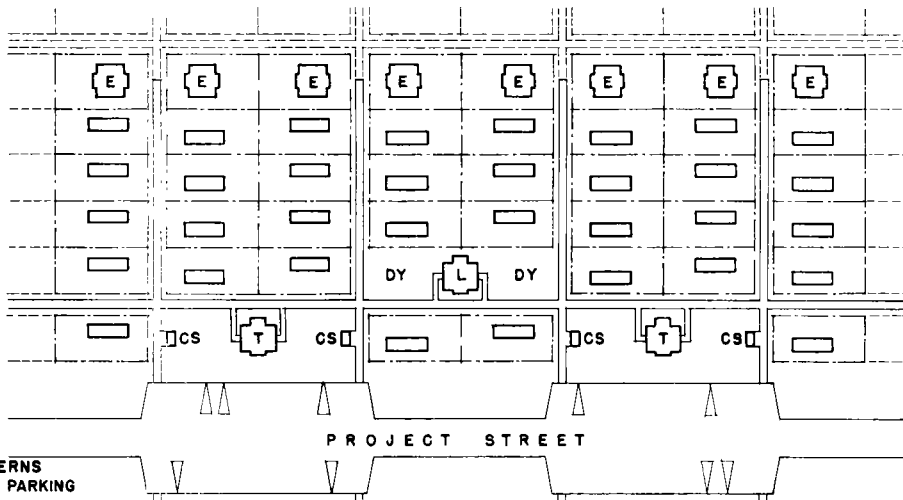 E E E E E E E E
DY L DY
CS T CS CS T CS
PROJECT STREET
ERNS
PARKING